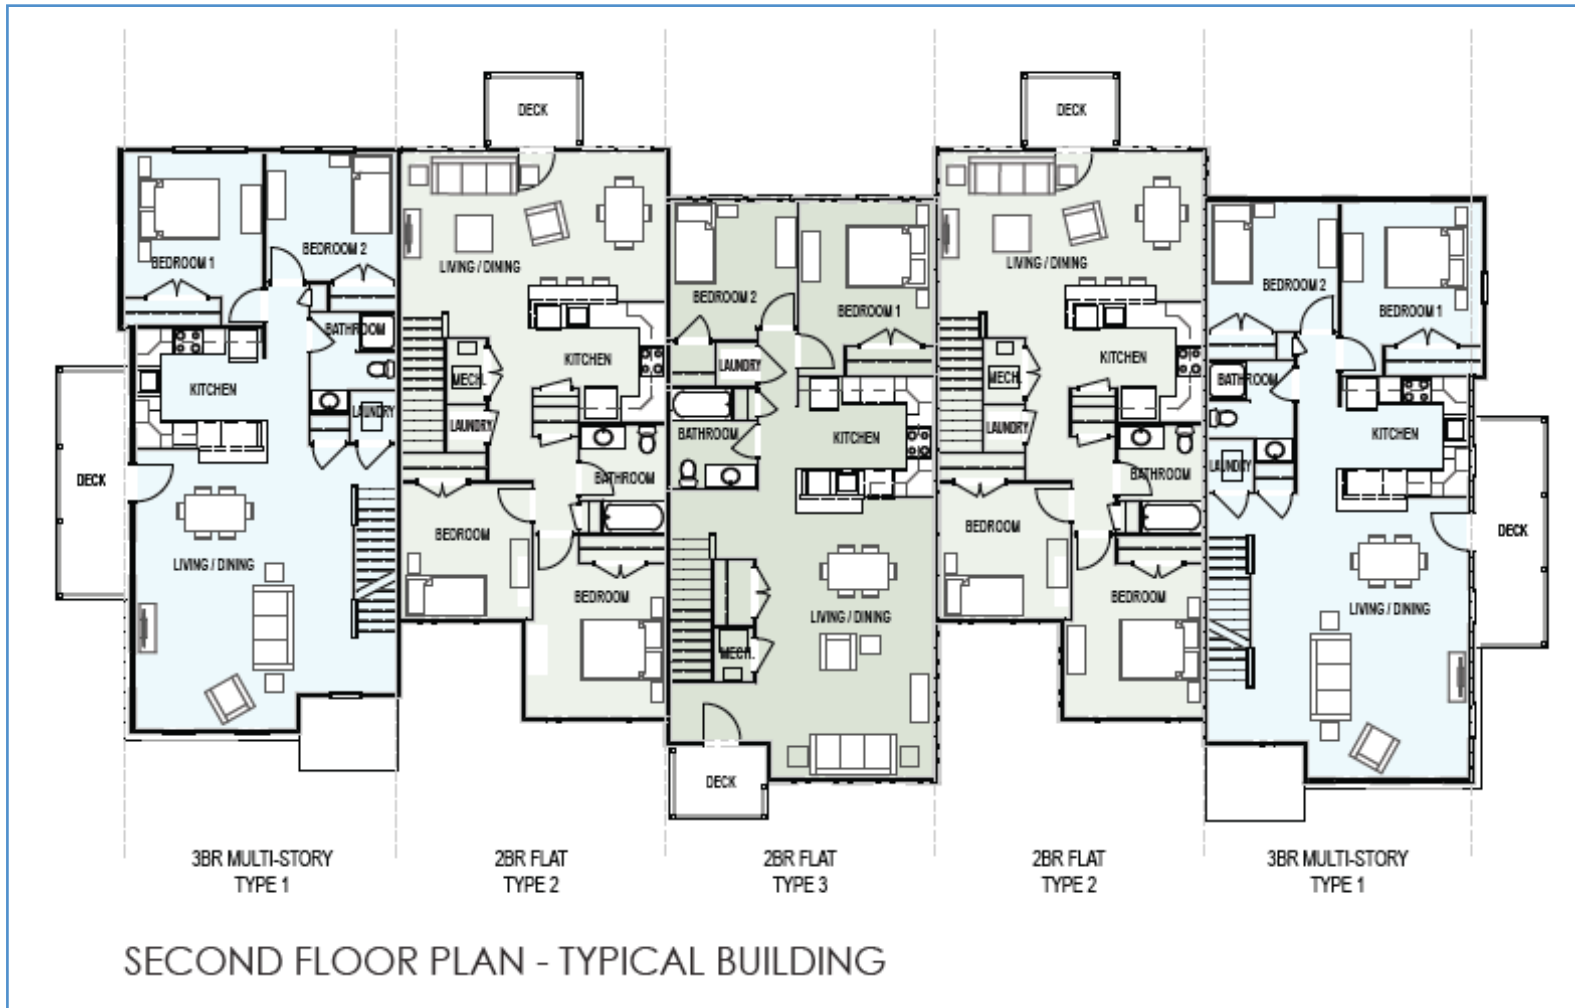 DECK
DECK
BEDROOM 1
BEDROOM 2
BATHROOM
KITCHEN
LAUNDRY
DECK
LIVING / DINING
LIVING / DINING
KITCHEN
MECH.
LAUNDRY
BATHROOM
BEDROOM
BEDROOM
BEDROOM 2
BEDROOM 1
LAUNDRY
BATHROOM
KITCHEN
LIVING / DINING
MECH.
DECK
LIVING / DINING
KITCHEN
MECH.
LAUNDRY
BATHROOM
BEDROOM
BEDROOM
BEDROOM 2
BEDROOM 1
BATHROOM
KITCHEN
LAUNDRY
DECK
LIVING / DINING
3BR MULTI-STORY
TYPE 1
2BR FLAT
TYPE 2
2BR FLAT
TYPE 3
2BR FLAT
TYPE 2
3BR MULTI-STORY
TYPE 1
SECOND FLOOR PLAN - TYPICAL BUILDING